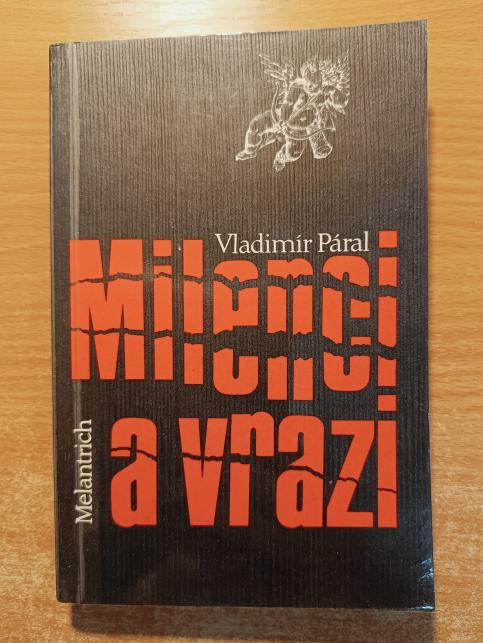 Vladimír Páral
Milenci
a vrazi
Melantrich